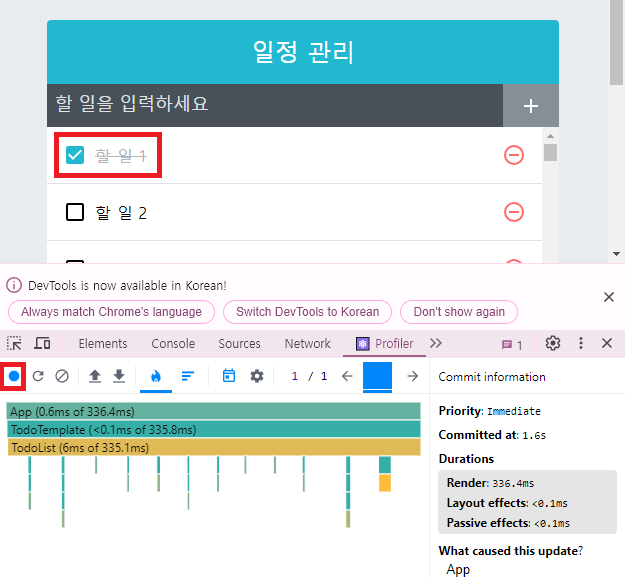 일정 관리
할 일을 입력하세요
할 일 1
할 일 2
DevTools is now available in Korean!
Always match Chrome's language
Switch DevTools to Korean
Don't show again
Elements
Console
Sources
Network
Profiler
1
1 / 1
Commit information
App (0.6ms of 336.4ms)
TodoTemplate (<0.1ms of 335.8ms)
TodoList (6ms of 335.1ms)
Priority: Immediate
Committed at: 1.6s
Durations
Render: 336.4ms
Layout effects: <0.1ms
Passive effects: <0.1ms
What caused this update?
App